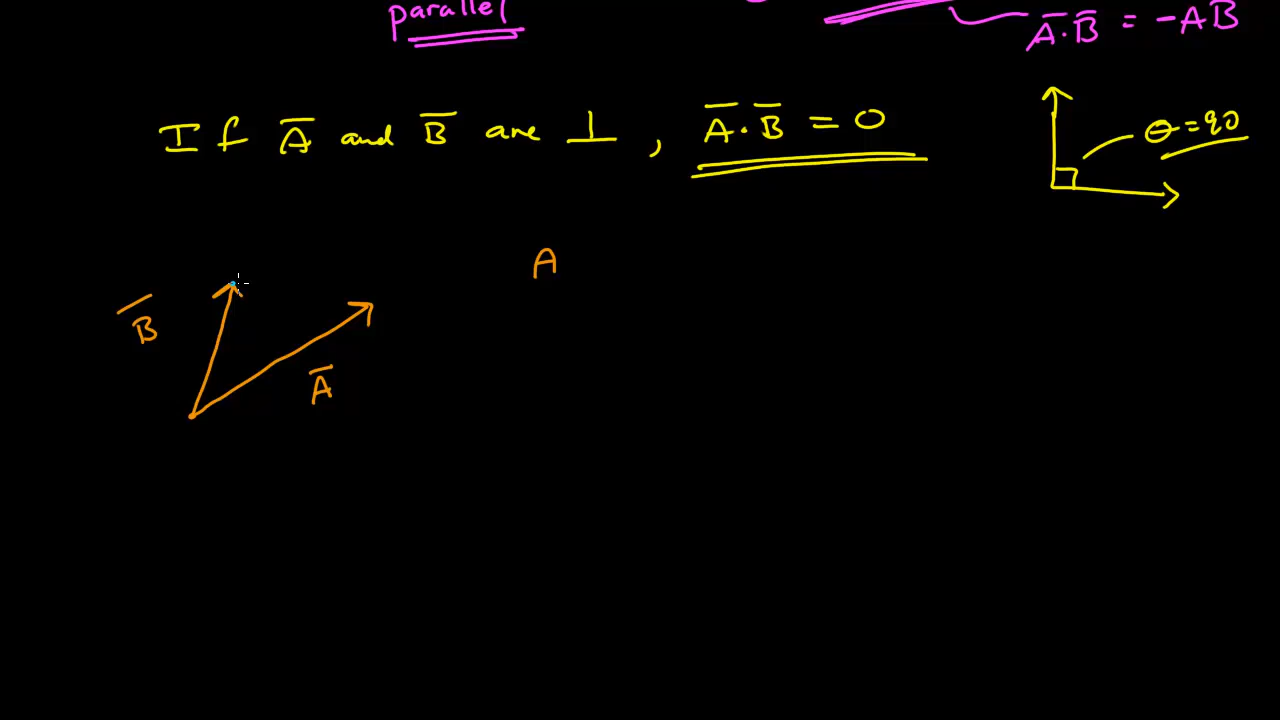 parallel
A̅·B̅ = -AB
If A̅ and B̅ are ⊥, A̅·B̅ = 0
θ=90
A
B̅
A̅